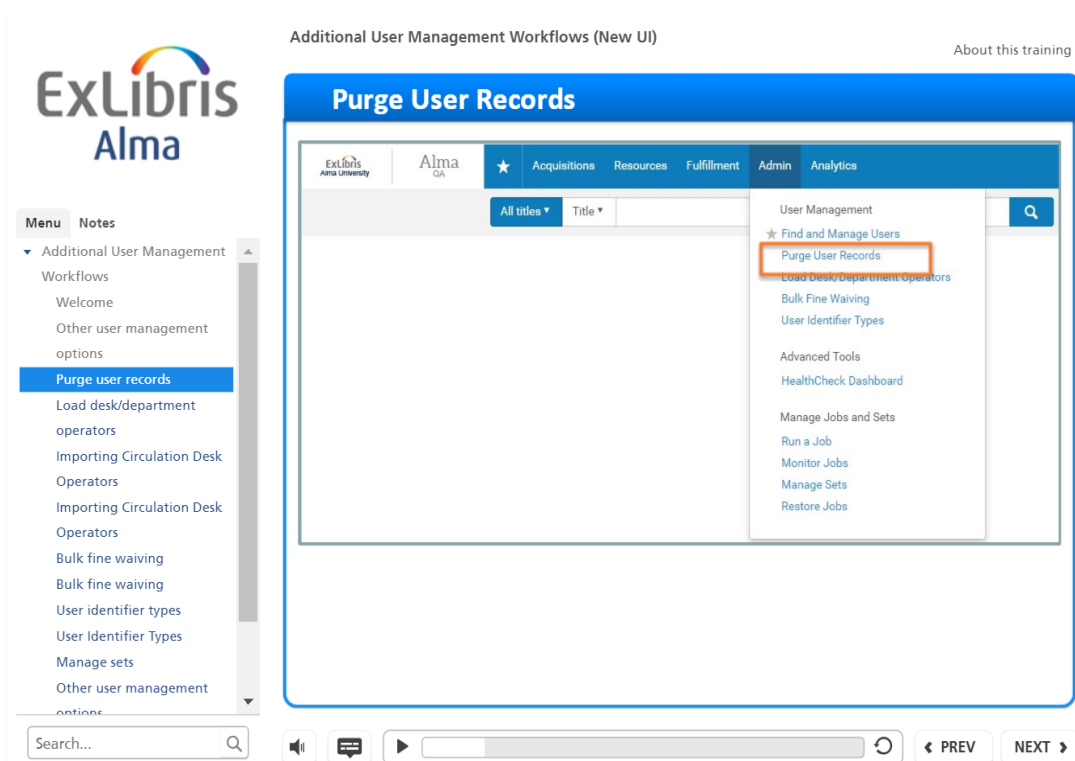 Additional User Management Workflows (New UI)
About this training
ExLibris
Alma
Purge User Records
ExLibris
Alma University
Alma
QA
★ Acquisitions Resources Fulfillment Admin Analytics
All titles ▾ Title ▾
User Management
Find and Manage Users
Purge User Records
Load Desk/Department Operators
Bulk Fine Waiving
User Identifier Types
Advanced Tools
HealthCheck Dashboard
Manage Jobs and Sets
Run a Job
Monitor Jobs
Manage Sets
Restore Jobs
Menu Notes
Additional User Management
Workflows
Welcome
Other user management
options
Purge user records
Load desk/department
operators
Importing Circulation Desk
Operators
Importing Circulation Desk
Operators
Bulk fine waiving
Bulk fine waiving
User identifier types
User Identifier Types
Manage sets
Other user management
options
Search...
PREV NEXT